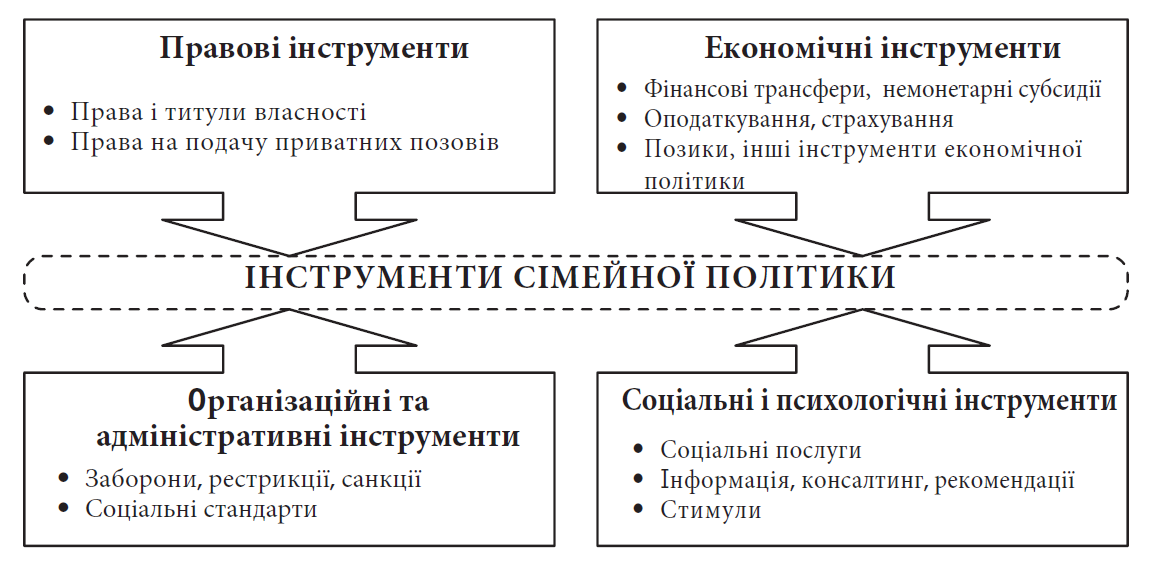 Правові інструменти
• Права і титули власності
• Права на подачу приватних позовів
Економічні інструменти
• Фінансові трансфери, немонетарні субсидії
• Оподаткування, страхування
• Позики, інші інструменти економічної
політики
ІНСТРУМЕНТИ СІМЕЙНОЇ ПОЛІТИКИ
Організаційні та
адміністративні інструменти
• Заборони, рестрикції, санкції
• Соціальні стандарти
Соціальні і психологічні інструменти
• Соціальні послуги
• Інформація, консалтинг, рекомендації
• Стимули